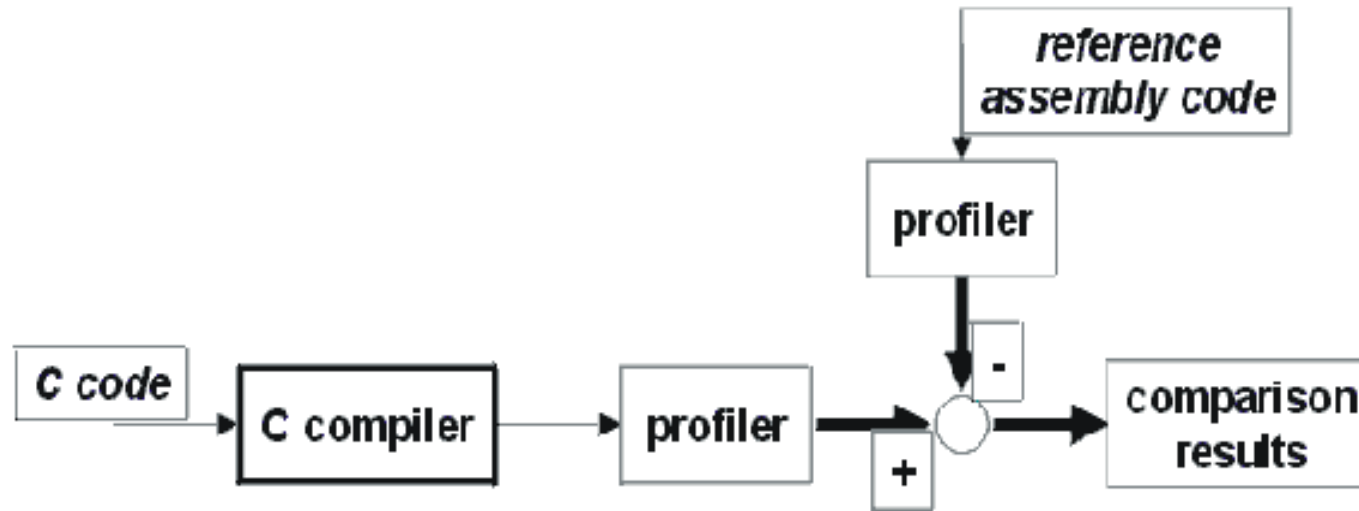 reference
assembly code
profiler
-
C code
C compiler
profiler
+
comparison
results